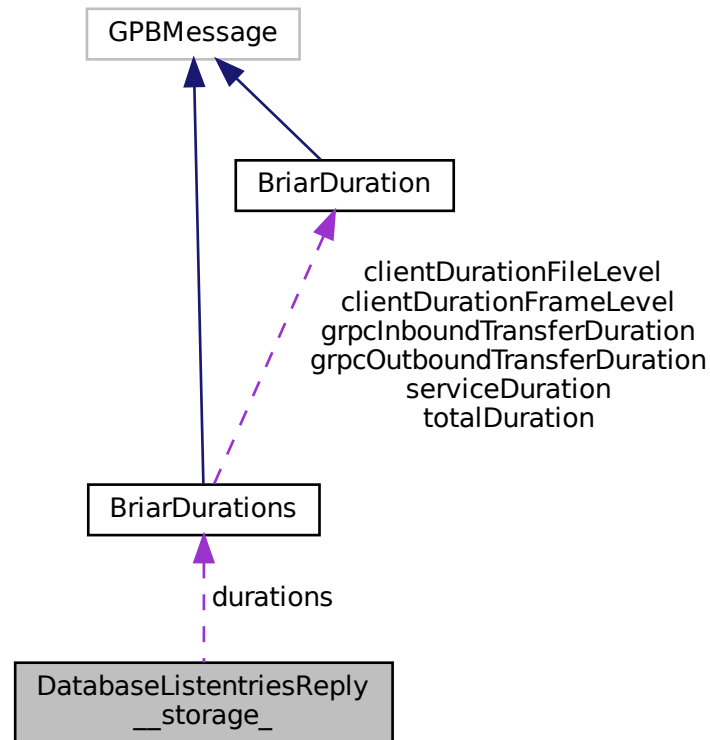 GPBMessage
BriarDuration
clientDurationFileLevel
clientDurationFrameLevel
grpcInboundTransferDuration
grpcOutboundTransferDuration
serviceDuration
totalDuration
BriarDurations
durations
DatabaseListentriesReply
__storage_